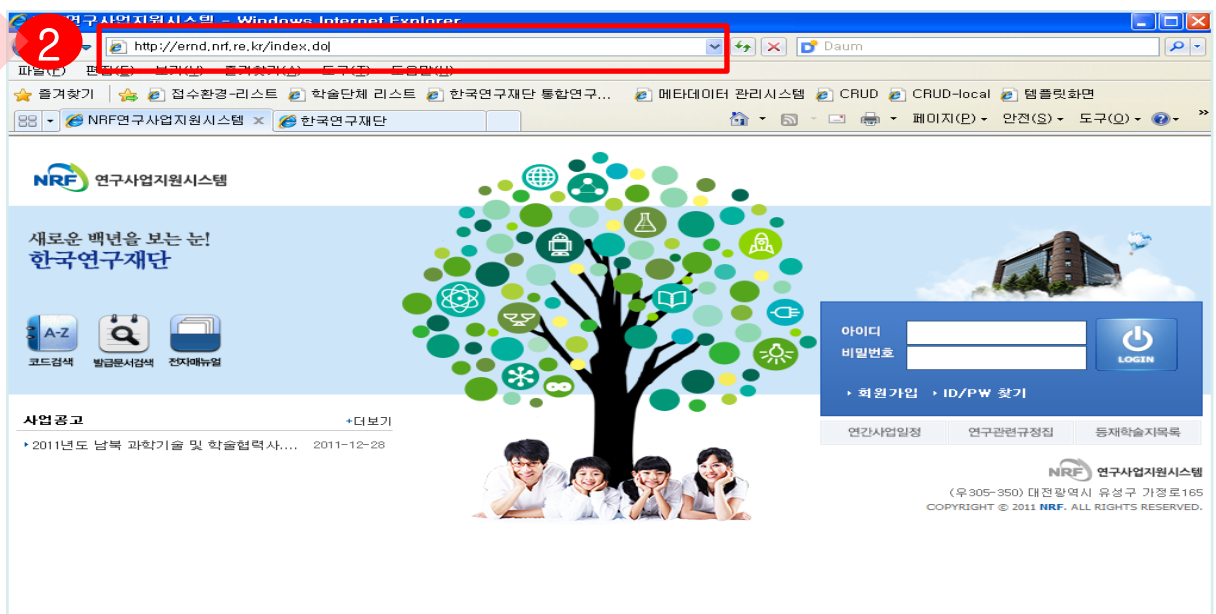 연구사업지원시스템 - Windows Internet Explorer
2
http://ernd.nrf.re.kr/index.do
Daum
즐겨찾기 접수환경-리스트 학술단체 리스트 한국연구재단 통합연구... 메타데이터 관리시스템 CRUD CRUD-local 템플릿화면
NRF연구사업지원시스템 한국연구재단 페이지(P) 안전(S) 도구(O)
NRF 연구사업지원시스템
새로운 백년을 보는 눈!
한국연구재단
A-Z
코드검색 발급문서검색 전자매뉴얼
아이디
비밀번호
LOGIN
회원가입 ID/PW 찾기
사업공고 +더보기
2011년도 남북 과학기술 및 학술협력사.... 2011-12-28
연간사업일정 연구관련규정집 등재학술지목록
NRF 연구사업지원시스템
(우305-350) 대전광역시 유성구 가정로165
COPYRIGHT © 2011 NRF. ALL RIGHTS RESERVED.